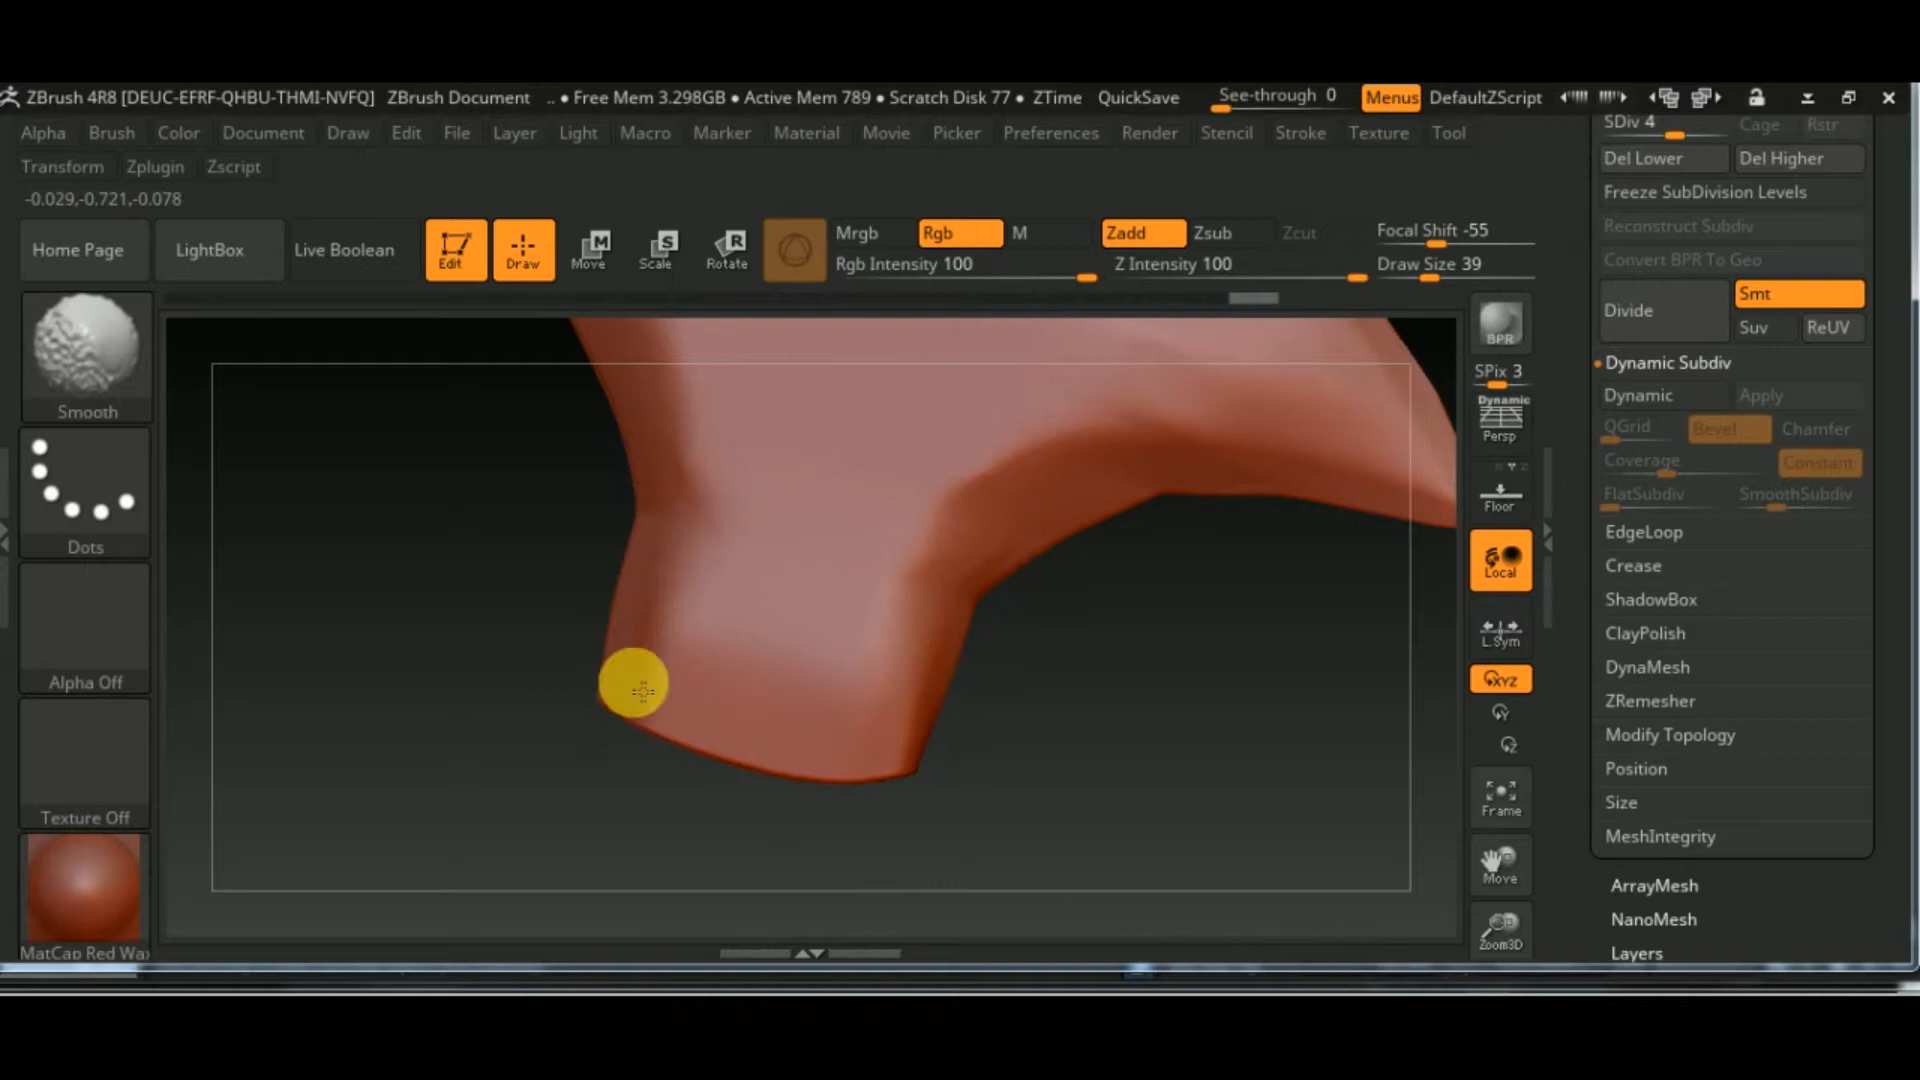 ZBrush 4R8 [DEUC-EFRF-QHBU-THMI-NVFQ] ZBrush Document .. • Free Mem 3.298GB • Active Mem 789 • Scratch Disk 77 • ZTime QuickSave See-through 0 Menus DefaultZScript
Alpha Brush Color Document Draw Edit File Layer Light Macro Marker Material Movie Picker Preferences Render Stencil Stroke Texture Tool
Transform Zplugin Zscript
-0.029,-0.721,-0.078
Home Page LightBox Live Boolean Edit Draw Move Scale Rotate
M S R
Mrgb Rgb M Zadd Zsub Zcut Focal Shift -55
Rgb Intensity 100 Z Intensity 100 Draw Size 39
Smooth
Dots
Alpha Off
Texture Off
MatCap Red Wax
BPR
SPix 3
Dynamic
Persp
Floor
Local
L.Sym
XYZ
Y
Z
Frame
Move
Zoom3D
SDiv 4 Cage Rstr
Del Lower Del Higher
Freeze SubDivision Levels
Reconstruct Subdiv
Convert BPR To Geo
Divide Smt
Suv ReUV
Dynamic Subdiv
Dynamic Apply
QGrid Bevel Chamfer
Coverage Constant
FlatSubdiv SmoothSubdiv
EdgeLoop
Crease
ShadowBox
ClayPolish
DynaMesh
ZRemesher
Modify Topology
Position
Size
MeshIntegrity
ArrayMesh
NanoMesh
Layers